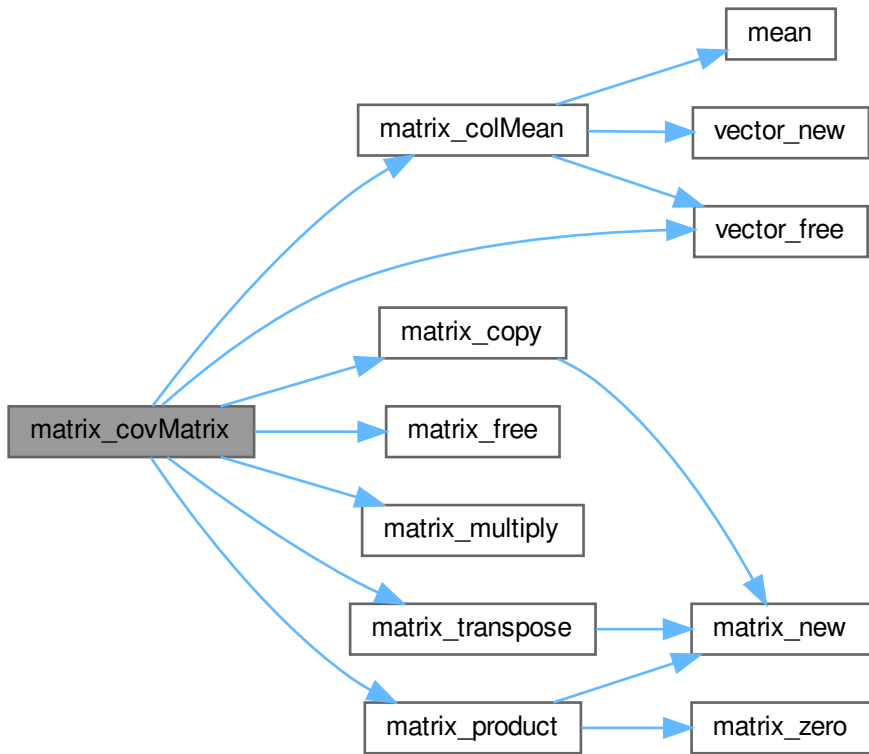 mean
matrix_colMean
vector_new
vector_free
matrix_copy
matrix_covMatrix
matrix_free
matrix_multiply
matrix_transpose
matrix_new
matrix_product
matrix_zero